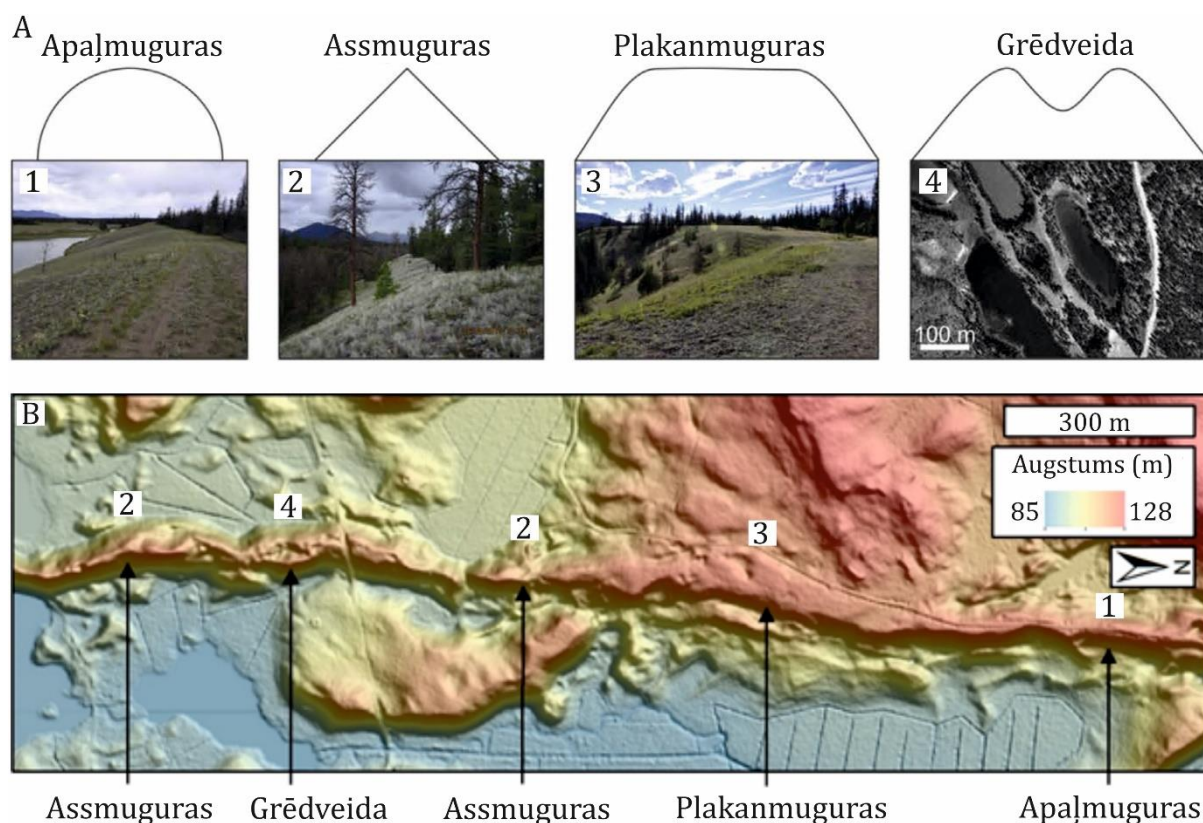 A
Apaļmuguras
Assmuguras
Plakanmuguras
Grēdveida
1
2
3
4
100 m
B
300 m
Augstums (m)
85
128
N
2
4
2
3
1
Assmuguras
Grēdveida
Assmuguras
Plakanmuguras
Apaļmuguras